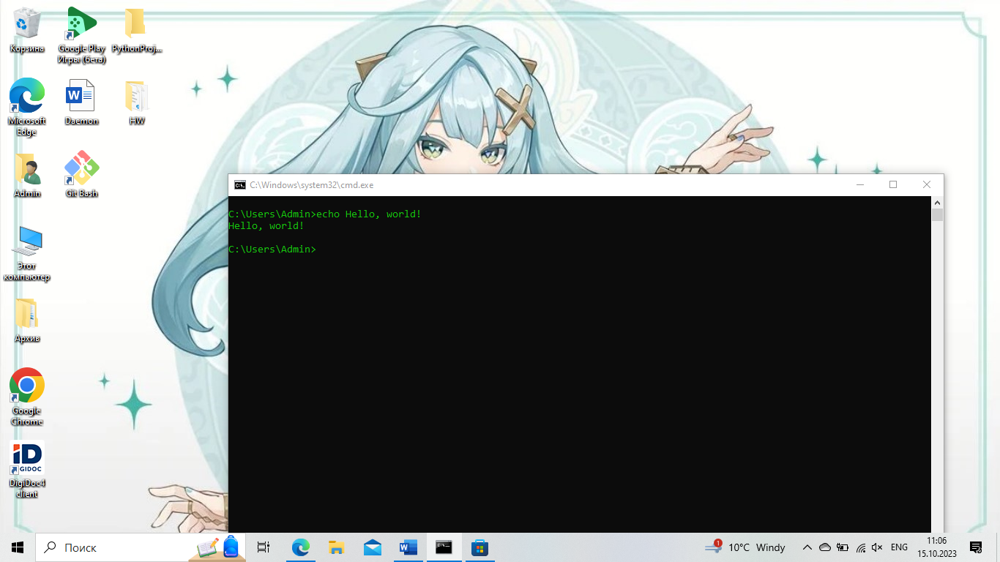 Корзина
Google Play
Игры (бета)
PythonProj...
Microsoft
Edge
Daemon
HW
Admin
Git Bash
Этот
компьютер
Архив
Google
Chrome
iD
GIDOC
DigiDoc4
client
C:\Windows\system32\cmd.exe
C:\Users\Admin>echo Hello, world!
Hello, world!
C:\Users\Admin>
Поиск
1
10°C Windy
ENG
11:06
15.10.2023